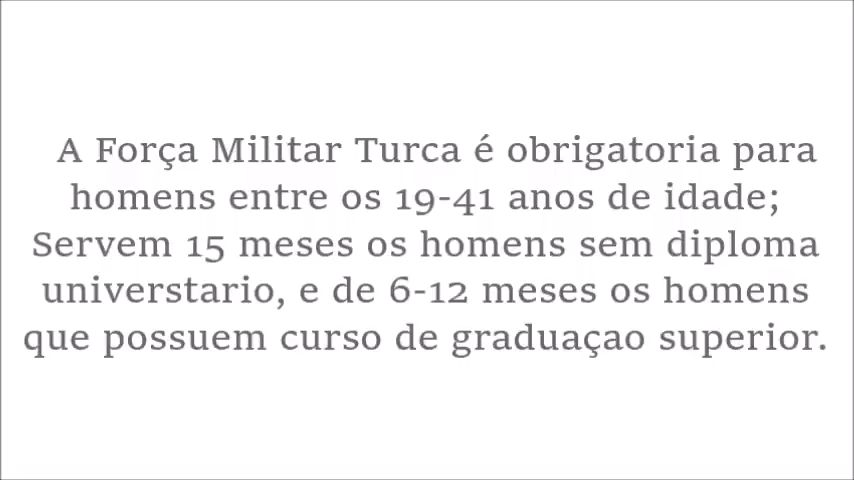 A Força Militar Turca é obrigatoria para
homens entre os 19-41 anos de idade;
Servem 15 meses os homens sem diploma
universtario, e de 6-12 meses os homens
que possuem curso de graduaçao superior.